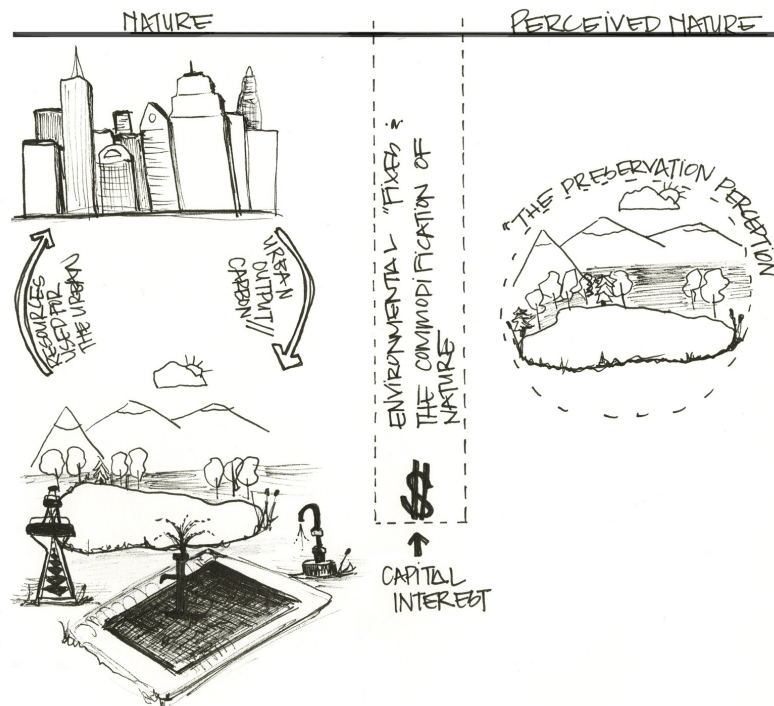 NATURE
PERCEIVED NATURE
RESOURCES
USED FOR
THE URBAN
URBAN
OUTPUT//
CARBON
ENVIRONMENTAL "FIXES":
THE COMMODIFICATION OF
NATURE
$
CAPITAL
INTEREST
"THE PRESERVATION PERCEPTION